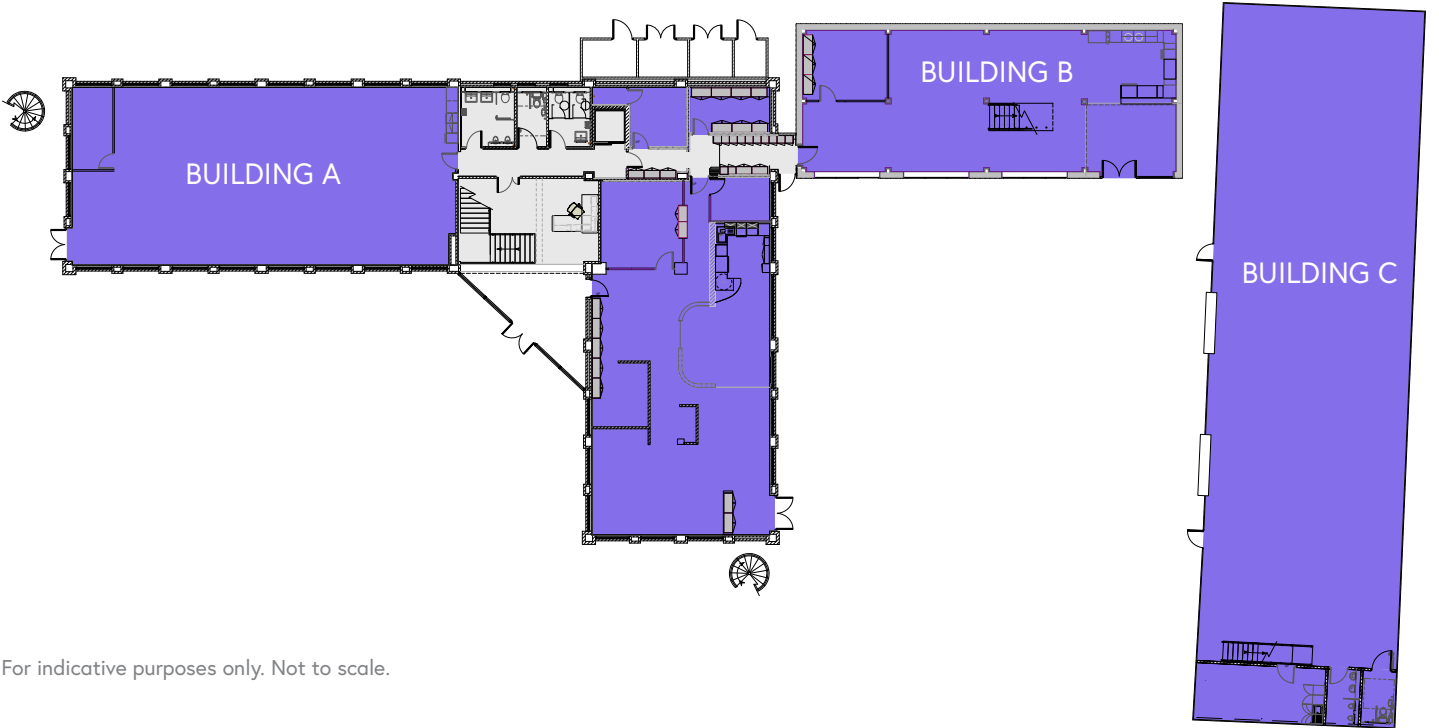 BUILDING A
BUILDING B
BUILDING C
For indicative purposes only. Not to scale.